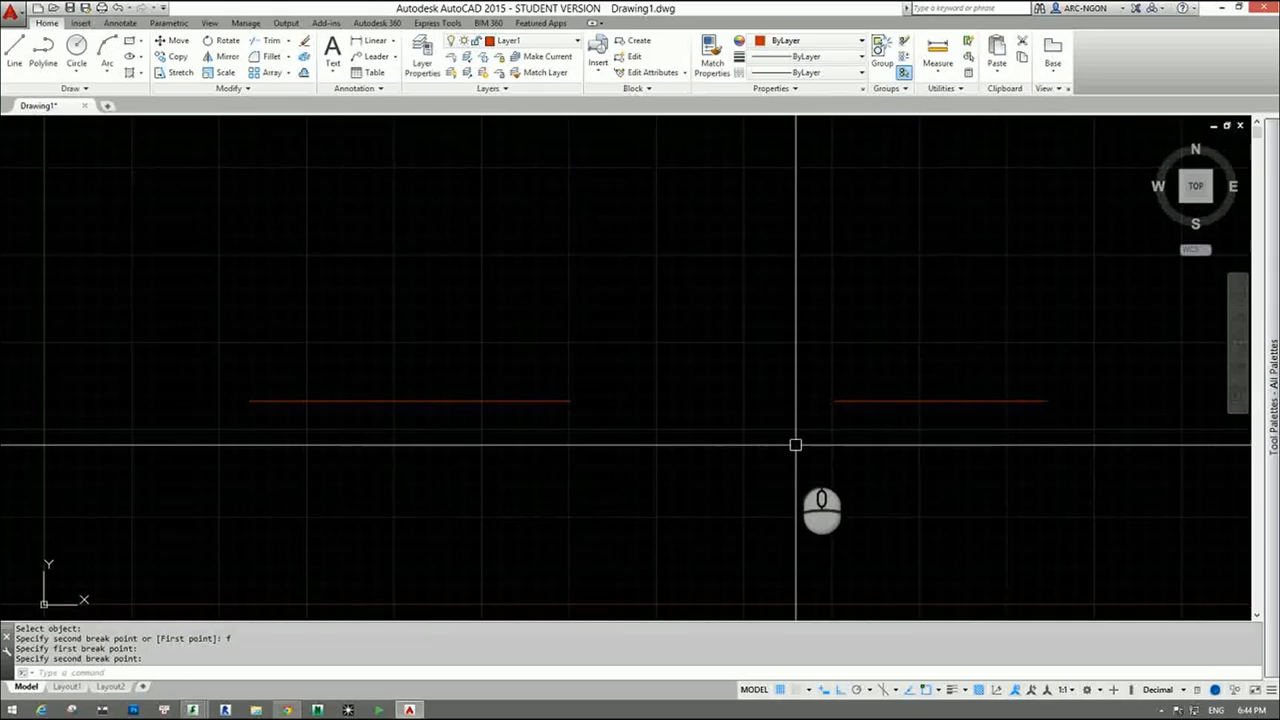 Autodesk AutoCAD 2015 - STUDENT VERSION Drawing1.dwg
Type a keyword or phrase
ARC-NGON
Home Insert Annotate Parametric View Manage Output Add-ins Autodesk 360 Express Tools BIM 360 Featured Apps
Line Polyline Circle Arc
Move Rotate Trim
Copy Mirror Fillet
Stretch Scale Array
Text
Linear
Leader
Table
Layer
Properties
Layer1
Make Current
Match Layer
Insert
Create
Edit
Edit Attributes
Match
Properties
ByLayer
ByLayer
ByLayer
Group
Measure
Paste
Base
Draw Modify Annotation Layers Block Properties Groups Utilities Clipboard View
Drawing1*
N
W TOP E
S
WCS
Tool Palettes - All Palettes
Y
X
Select object:
Specify second break point or [First point]: f
Specify first break point:
Specify second break point:
Type a command
Model Layout1 Layout2
MODEL 1:1 Decimal
ENG 6:44 PM